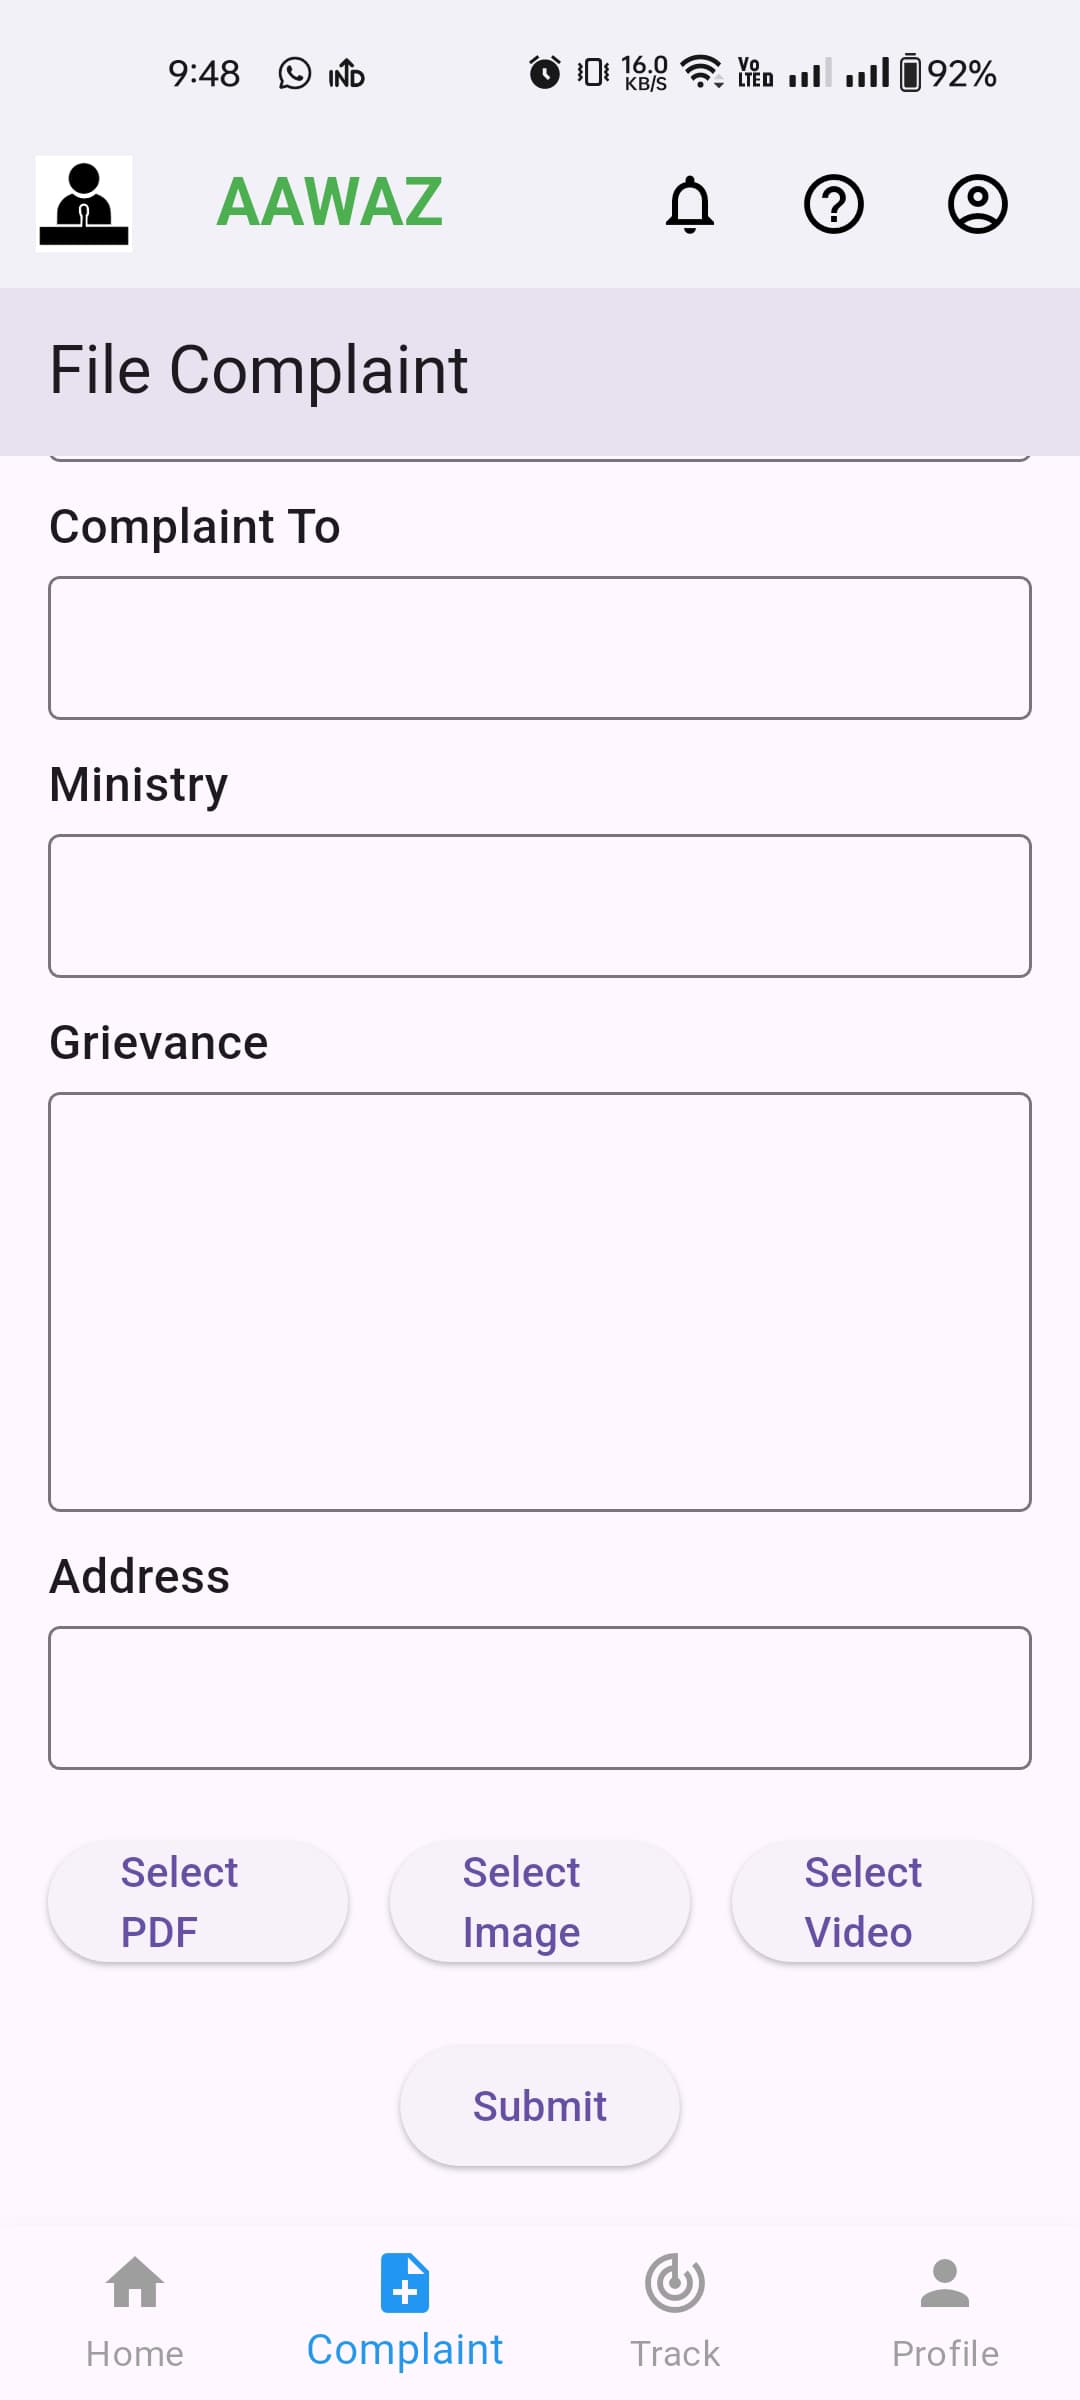 9:48
IND
16.0
KB/S
Vo
LTE
92%
AAWAZ
File Complaint
Complaint To
Ministry
Grievance
Address
Select
PDF
Select
Image
Select
Video
Submit
Home
Complaint
Track
Profile